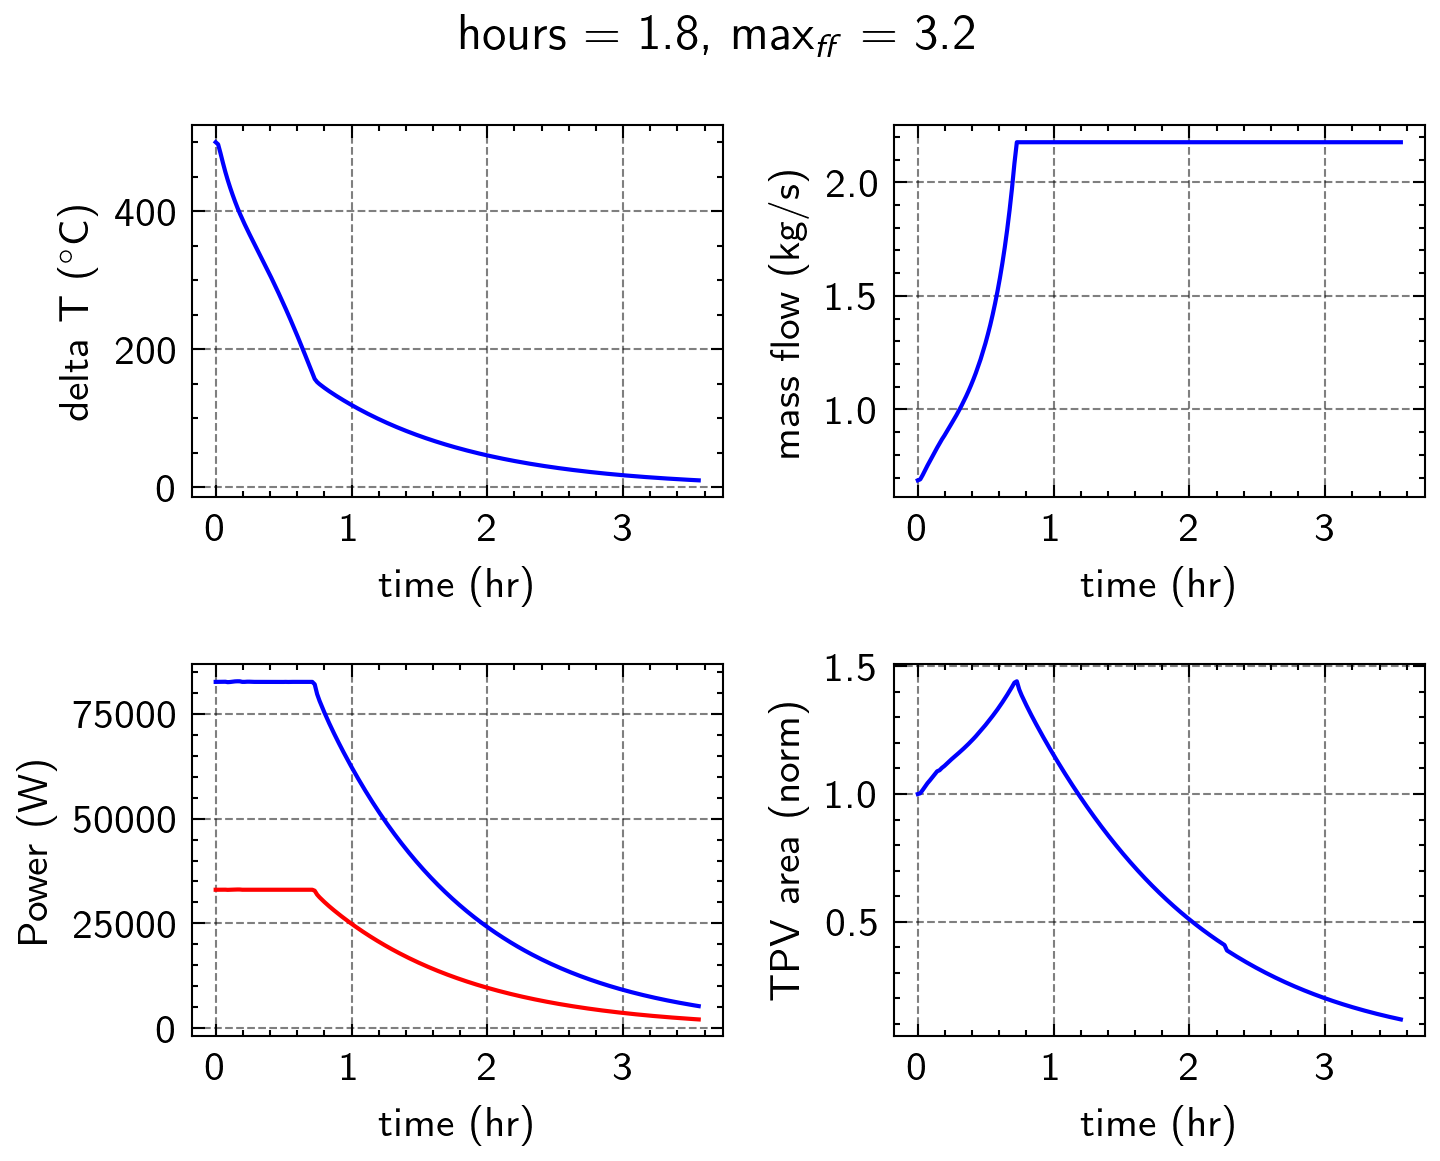 hours = 1.8, max_ff = 3.2
delta T (°C)
400
200
0
0 1 2 3
time (hr)
mass flow (kg/s)
2.0
1.5
1.0
0 1 2 3
time (hr)
Power (W)
75000
50000
25000
0
0 1 2 3
time (hr)
TPV area (norm)
1.5
1.0
0.5
0 1 2 3
time (hr)